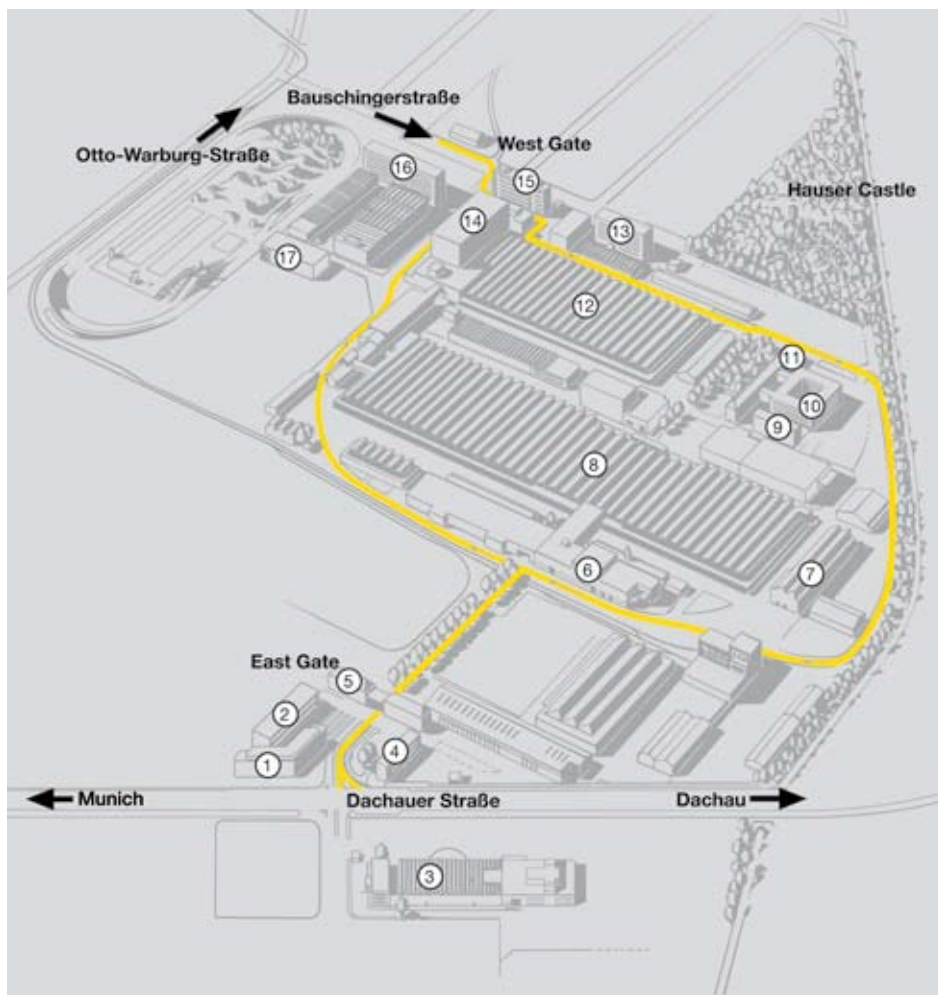 Bauschingerstraße
Otto-Warburg-Straße
West Gate
16
15
Hauser Castle
14
13
17
12
11
10
9
8
7
6
East Gate
5
2
4
1
Munich
Dachauer Straße
Dachau
3